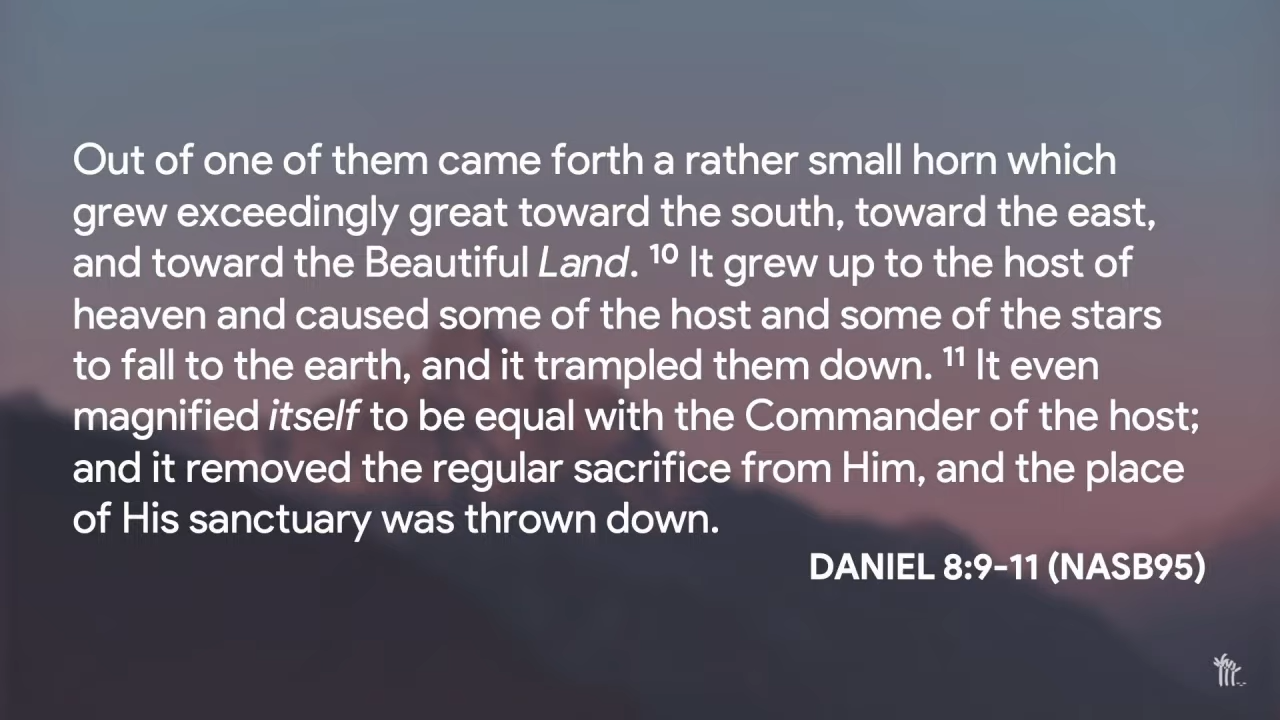 Out of one of them came forth a rather small horn which
grew exceedingly great toward the south, toward the east,
and toward the Beautiful Land. ¹⁰ It grew up to the host of
heaven and caused some of the host and some of the stars
to fall to the earth, and it trampled them down. ¹¹ It even
magnified itself to be equal with the Commander of the host;
and it removed the regular sacrifice from Him, and the place
of His sanctuary was thrown down.
DANIEL 8:9-11 (NASB95)